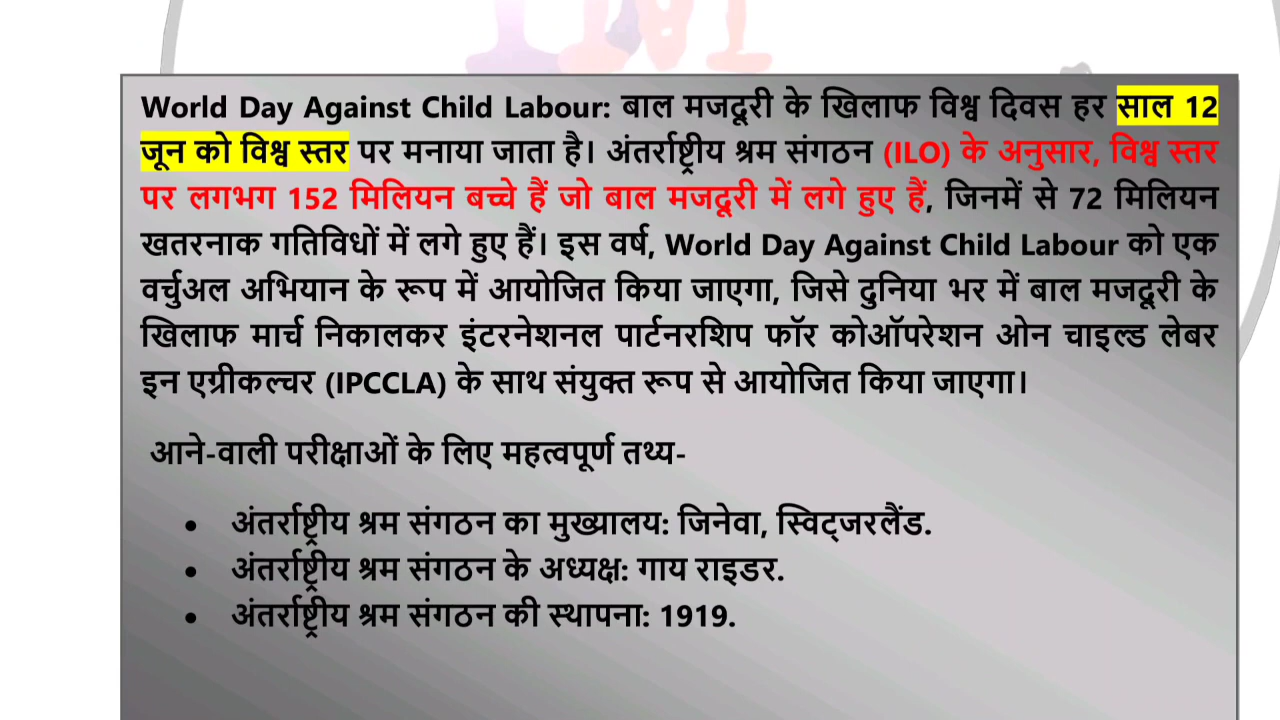 World Day Against Child Labour: बाल मजदूरी के खिलाफ विश्व दिवस हर साल 12
जून को विश्व स्तर पर मनाया जाता है। अंतर्राष्ट्रीय श्रम संगठन (ILO) के अनुसार, विश्व स्तर
पर लगभग 152 मिलियन बच्चे हैं जो बाल मजदूरी में लगे हुए हैं, जिनमें से 72 मिलियन
खतरनाक गतिविधों में लगे हुए हैं। इस वर्ष, World Day Against Child Labour को एक
वर्चुअल अभियान के रूप में आयोजित किया जाएगा, जिसे दुनिया भर में बाल मजदूरी के
खिलाफ मार्च निकालकर इंटरनेशनल पार्टनरशिप फॉर कोऑपरेशन ओन चाइल्ड लेबर
इन एग्रीकल्चर (IPCCLA) के साथ संयुक्त रूप से आयोजित किया जाएगा।
आने-वाली परीक्षाओं के लिए महत्वपूर्ण तथ्य-
• अंतर्राष्ट्रीय श्रम संगठन का मुख्यालय: जिनेवा, स्विट्जरलैंड.
• अंतर्राष्ट्रीय श्रम संगठन के अध्यक्ष: गाय राइडर.
• अंतर्राष्ट्रीय श्रम संगठन की स्थापना: 1919.